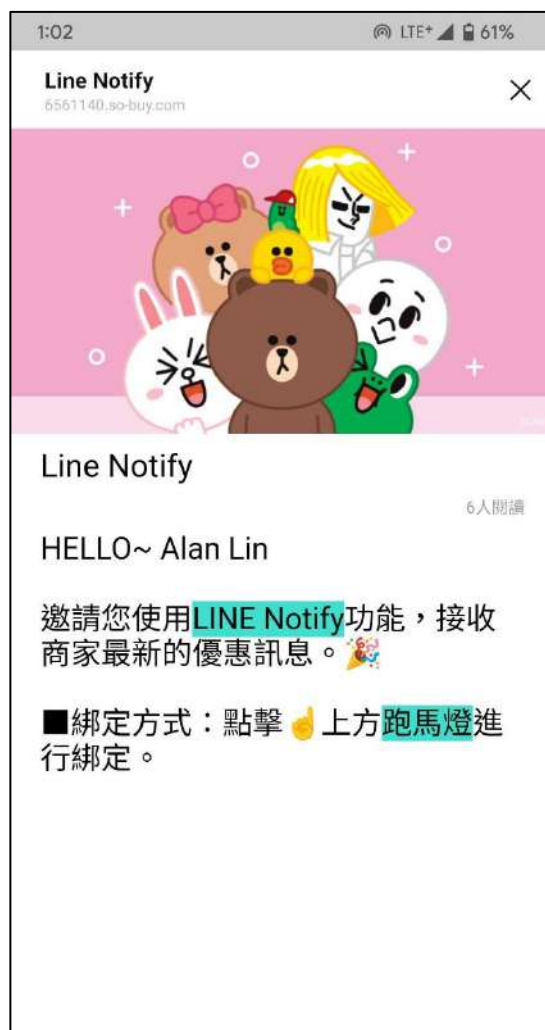 1:02 LTE+ 61%
Line Notify
6561140.so-buy.com
Line Notify
6人閱讀
HELLO~ Alan Lin
邀請您使用LINE Notify功能，接收
商家最新的優惠訊息。🎉
■綁定方式：點擊☝上方跑馬燈進
行綁定。